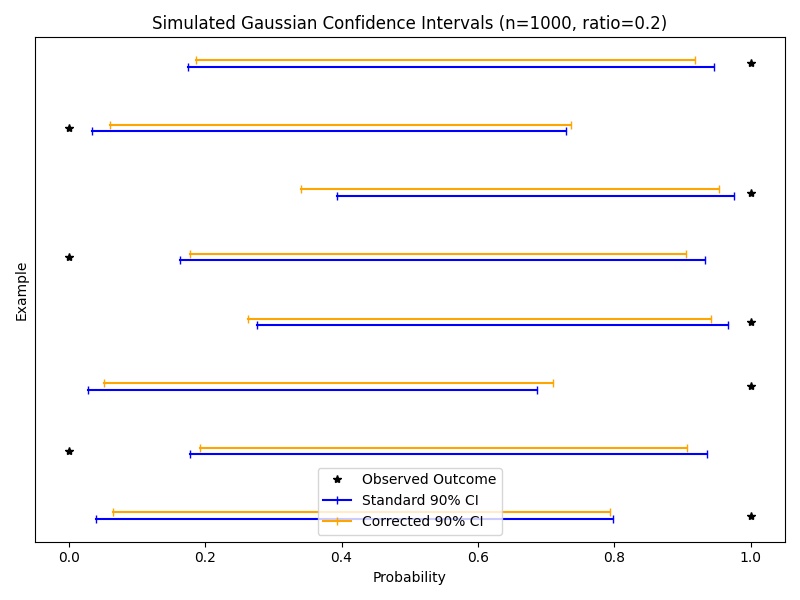 Simulated Gaussian Confidence Intervals (n=1000, ratio=0.2)
Example
Observed Outcome
Standard 90% CI
Corrected 90% CI
0.0 0.2 0.4 0.6 0.8 1.0
Probability